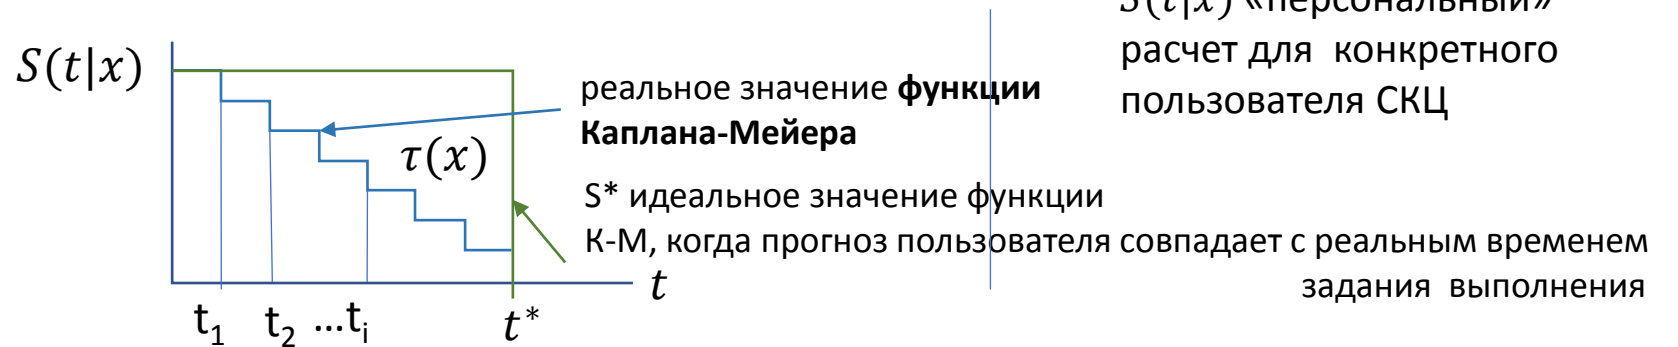 S(t|x) «персональный»
расчет для конкретного
пользователя СКЦ
S(t|x)
реальное значение функции
Каплана-Мейера
τ(x)
S* идеальное значение функции
К-М, когда прогноз пользователя совпадает с реальным временем
задания выполнения
t
t₁ t₂ ...tᵢ t*